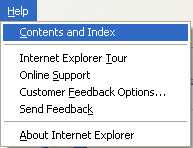 Help
Contents and Index
Internet Explorer Tour
Online Support
Customer Feedback Options...
Send Feedback
About Internet Explorer